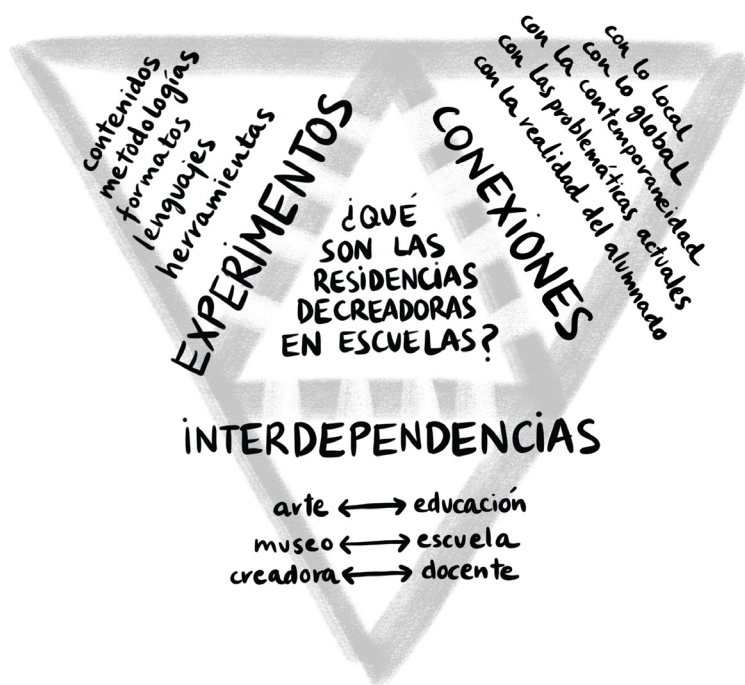 contenidos
metodologías
formatos
lenguajes
herramientas
EXPERIMENTOS
con lo local
con lo global
con la contemporaneidad
con las problemáticas actuales
con la realidad del alumnado
CONEXIONES
¿QUÉ
SON LAS
RESIDENCIAS
DECREADORAS
EN ESCUELAS?
INTERDEPENDENCIAS
arte ↔ educación
museo ↔ escuela
creadora ↔ docente